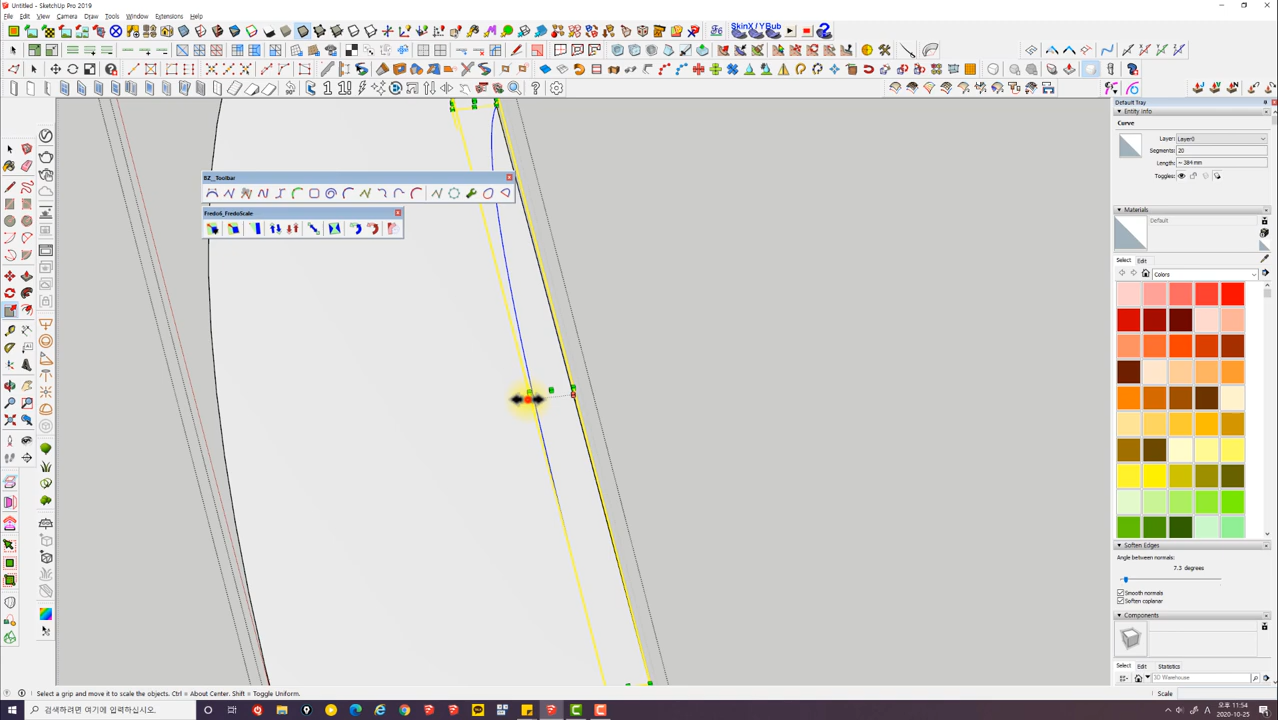 Untitled - SketchUp Pro 2019
File Edit View Camera Draw Tools Window Extensions Help
SkinX / YBub
Default Tray
Entity Info
Curve
Layer: Layer0
Segments: 20
Length: ~ 384 mm
Toggles:
BZ__Toolbar
Fredo6_FredoScale
Materials
Default
Select Edit
Colors
Soften Edges
Angle between normals:
7.3 degrees
Smooth normals
Soften coplanar
Components
Select Edit Statistics
3D Warehouse
Select a grip and move it to scale the objects. Ctrl = About Center. Shift = Toggle Uniform.
Scale
검색하려면 여기에 입력하십시오.
오후 11:54
2020-10-25